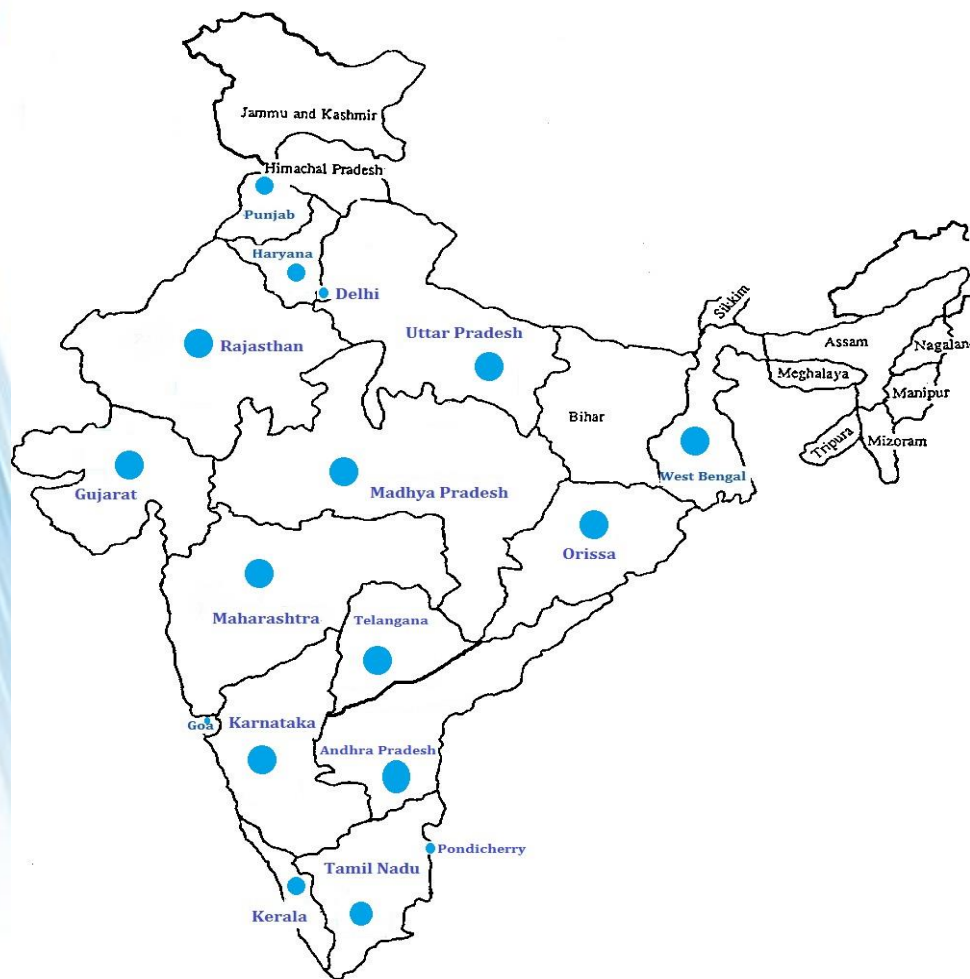 Jammu and Kashmir
Himachal Pradesh
Punjab
Haryana
Delhi
Sikkim
Rajasthan
Uttar Pradesh
Assam
Nagalan
Meghalaya
Manipur
Bihar
Tripura
Mizoram
West Bengal
Gujarat
Madhya Pradesh
Orissa
Maharashtra
Telangana
Goa
Karnataka
Andhra Pradesh
Pondicherry
Tamil Nadu
Kerala